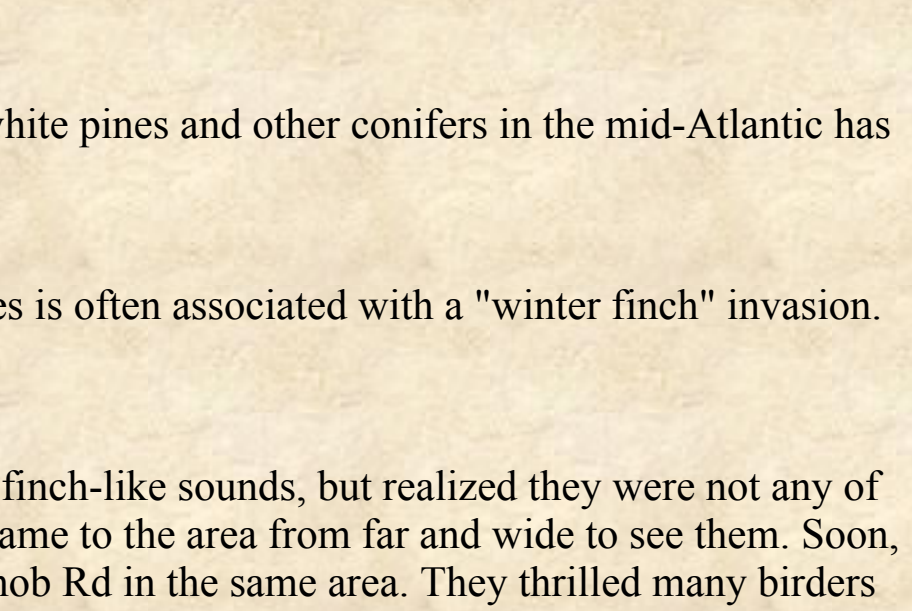 hite pines and other conifers in the mid-Atlantic has
es is often associated with a "winter finch" invasion.
finch-like sounds, but realized they were not any of
ame to the area from far and wide to see them. Soon,
nob Rd in the same area. They thrilled many birders